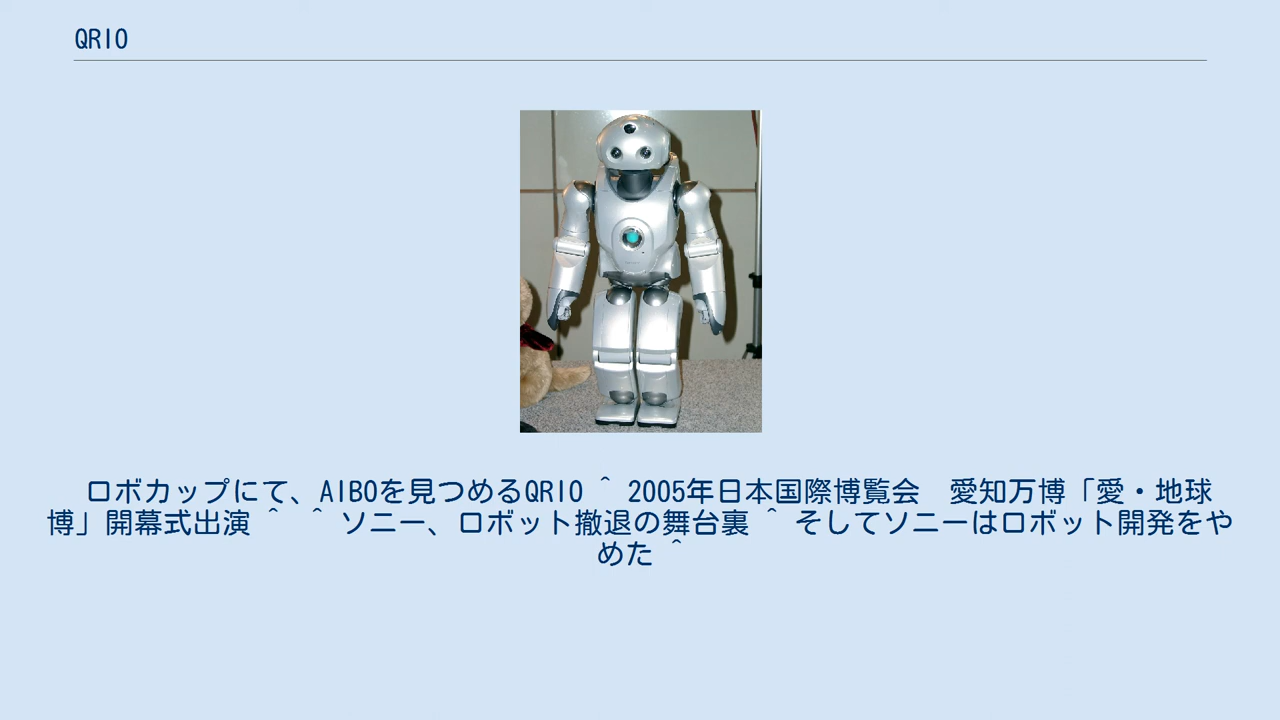 QRIO
ロボカップにて、AIBOを見つめるQRIO ^ 2005年日本国際博覧会　愛知万博「愛・地球
博」開幕式出演 ^ ^ ソニー、ロボット撤退の舞台裏 ^ そしてソニーはロボット開発をや
めた ^